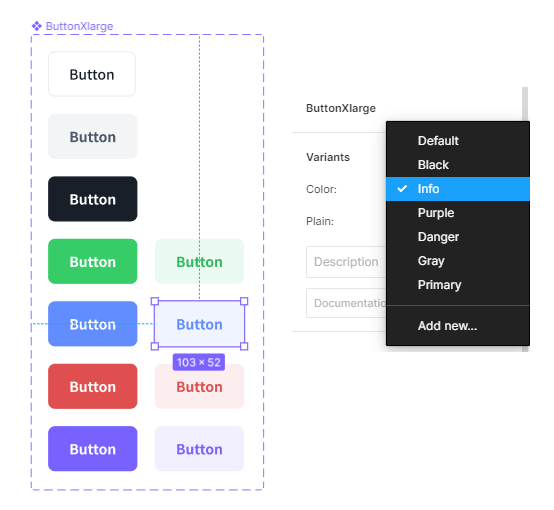 ButtonXlarge
Button
Button
Button
Button Button
Button Button
103 × 52
Button Button
Button Button
ButtonXlarge
Variants
Color:
Plain:
Description
Documentatio
Default
Black
Info
Purple
Danger
Gray
Primary
Add new...